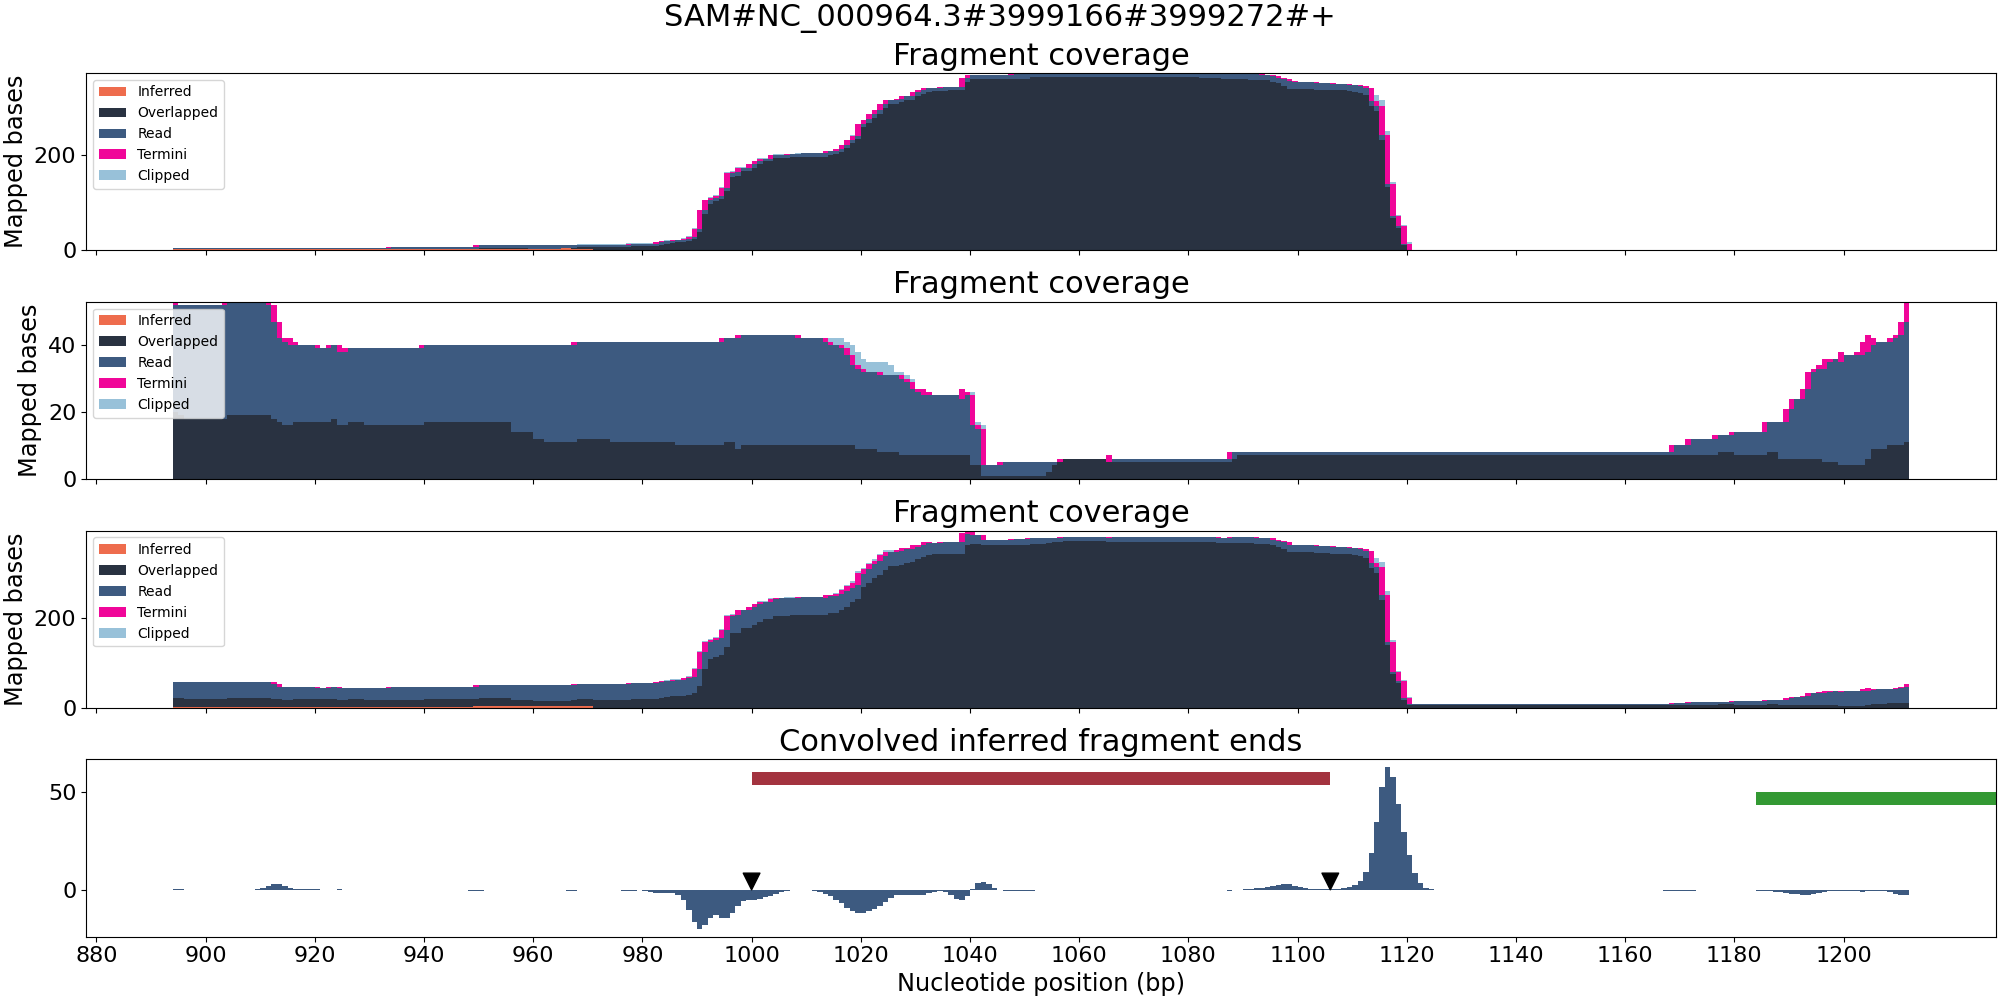 SAM#NC_000964.3#3999166#3999272#+
Fragment coverage
Mapped bases
200
0
Inferred
Overlapped
Read
Termini
Clipped
Fragment coverage
Mapped bases
40
20
0
Inferred
Overlapped
Read
Termini
Clipped
Fragment coverage
Mapped bases
200
0
Inferred
Overlapped
Read
Termini
Clipped
Convolved inferred fragment ends
50
0
880 900 920 940 960 980 1000 1020 1040 1060 1080 1100 1120 1140 1160 1180 1200
Nucleotide position (bp)